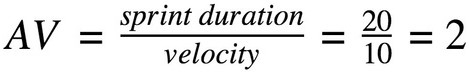 AV = sprint duration / velocity = 20 / 10 = 2